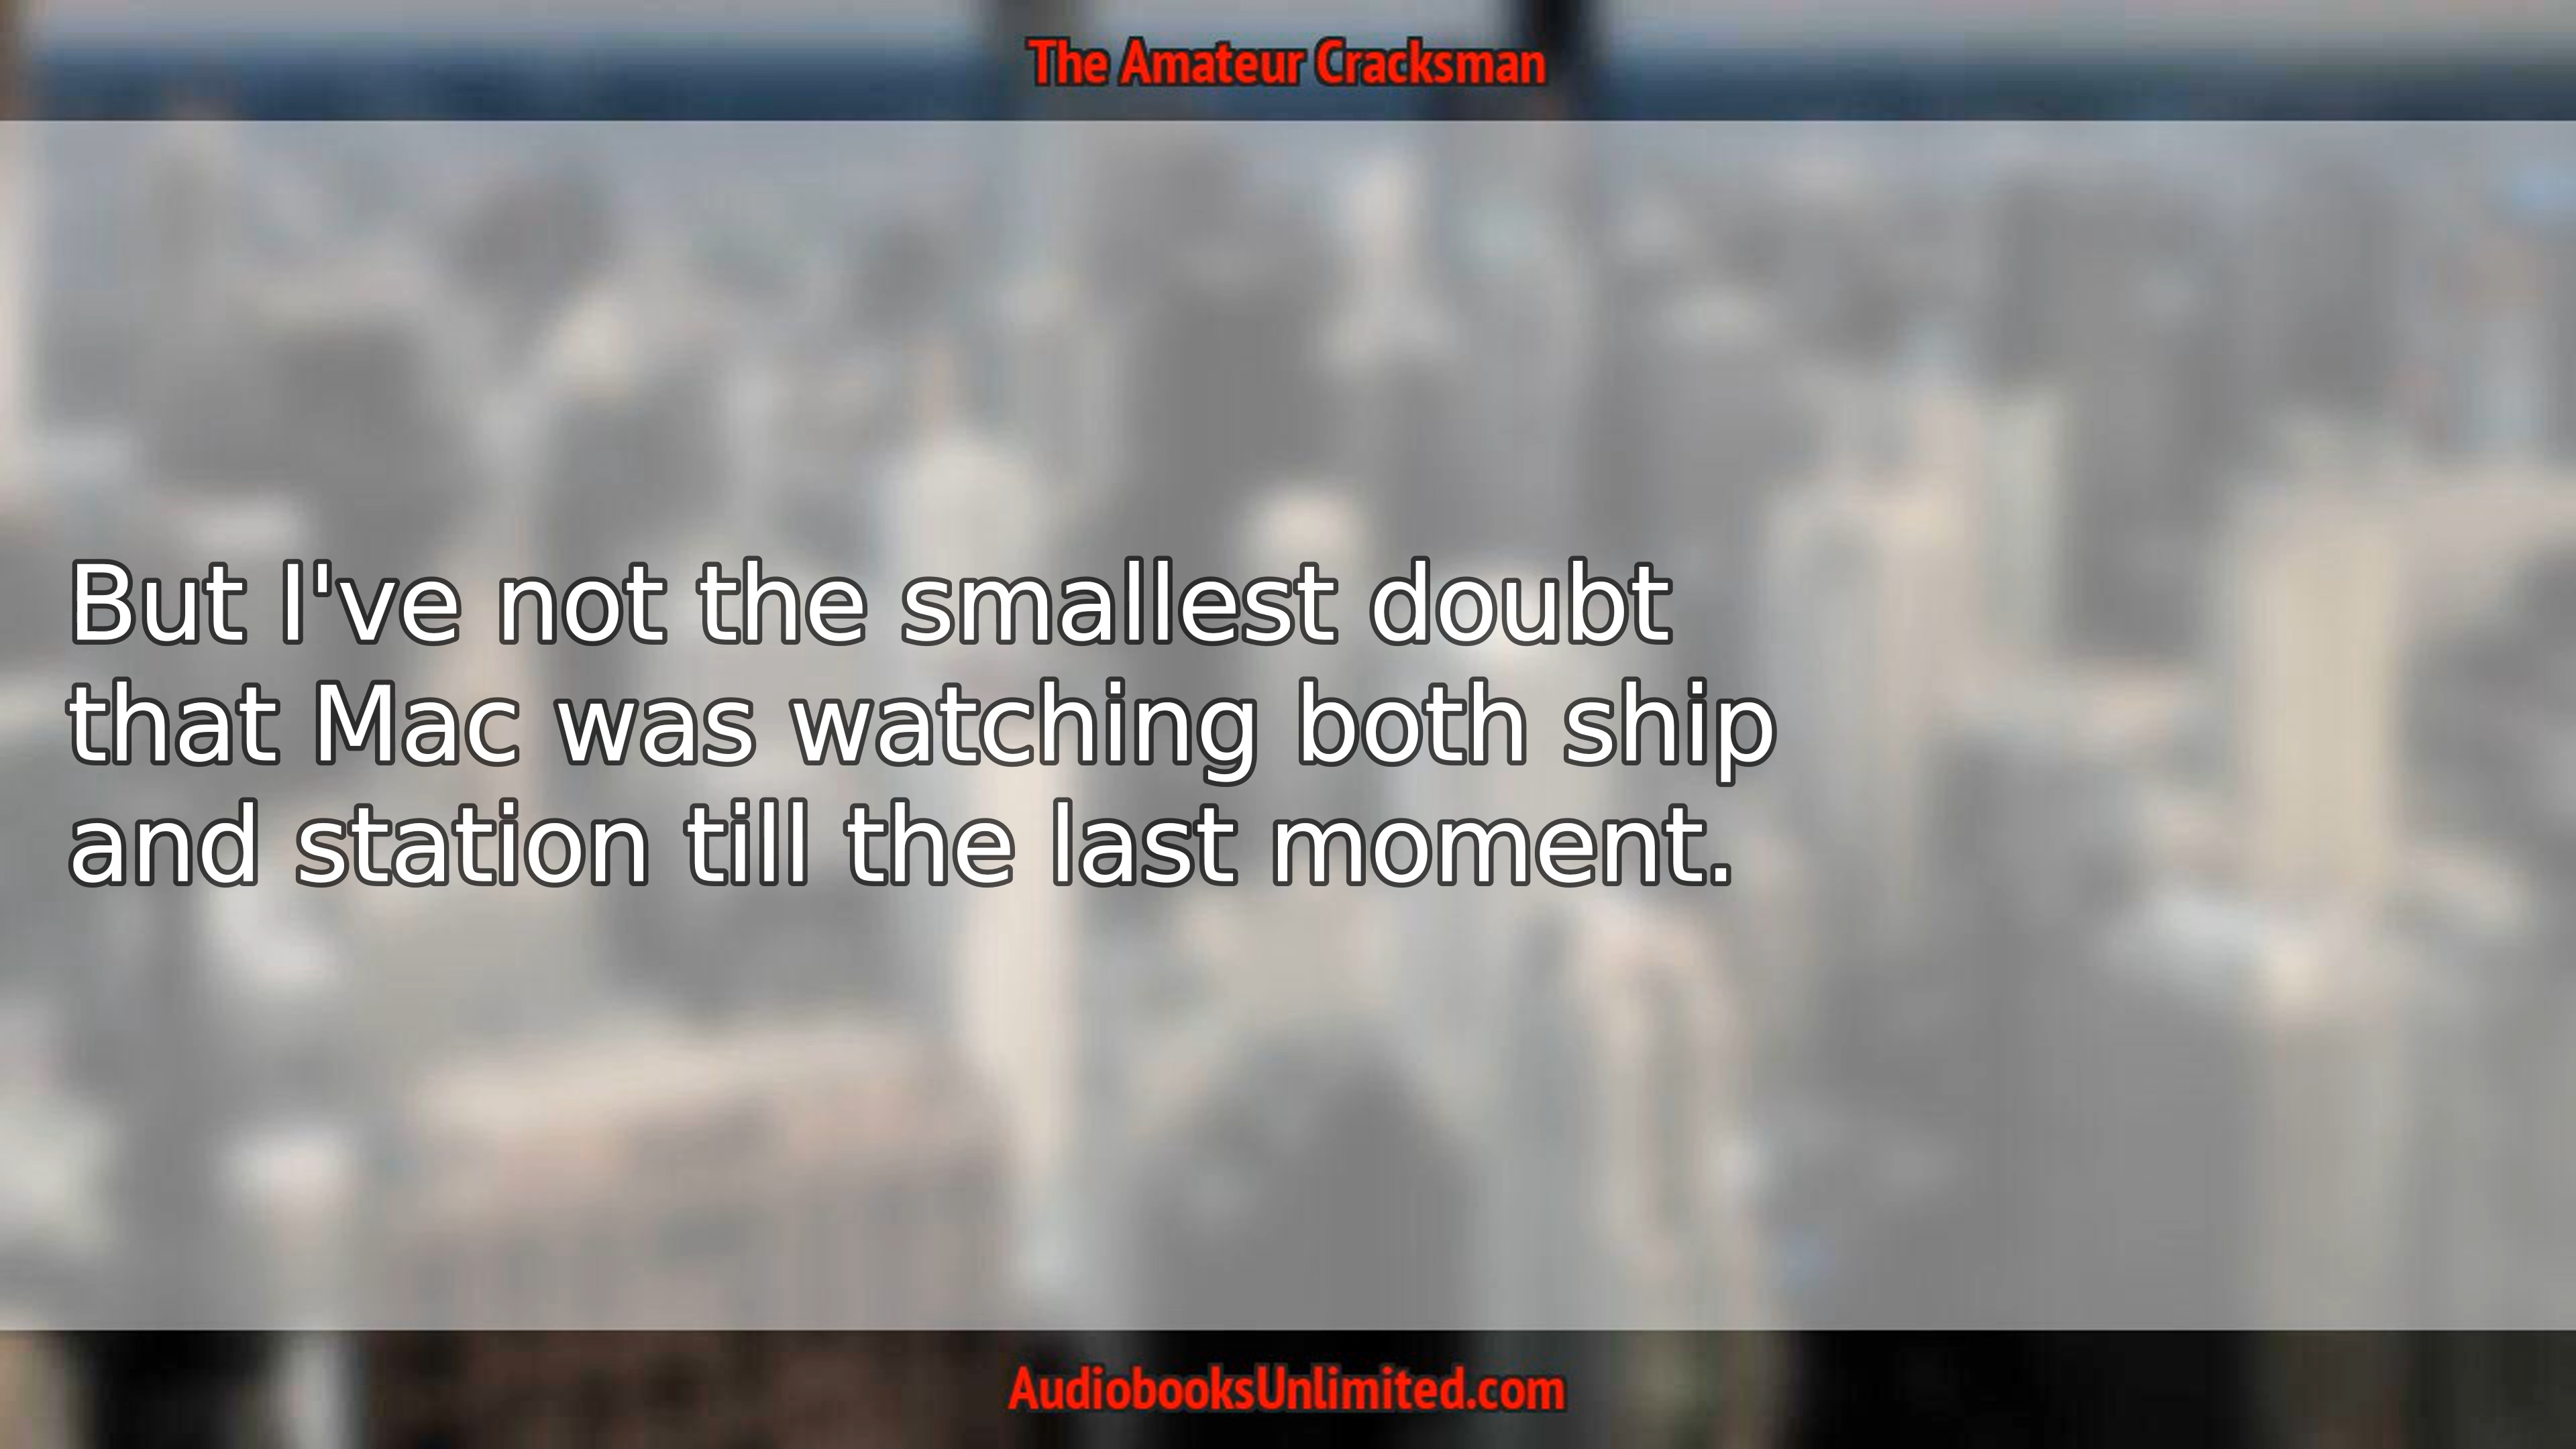 The Amateur Cracksman
But I've not the smallest doubt
that Mac was watching both ship
and station till the last moment.
AudiobooksUnlimited.com